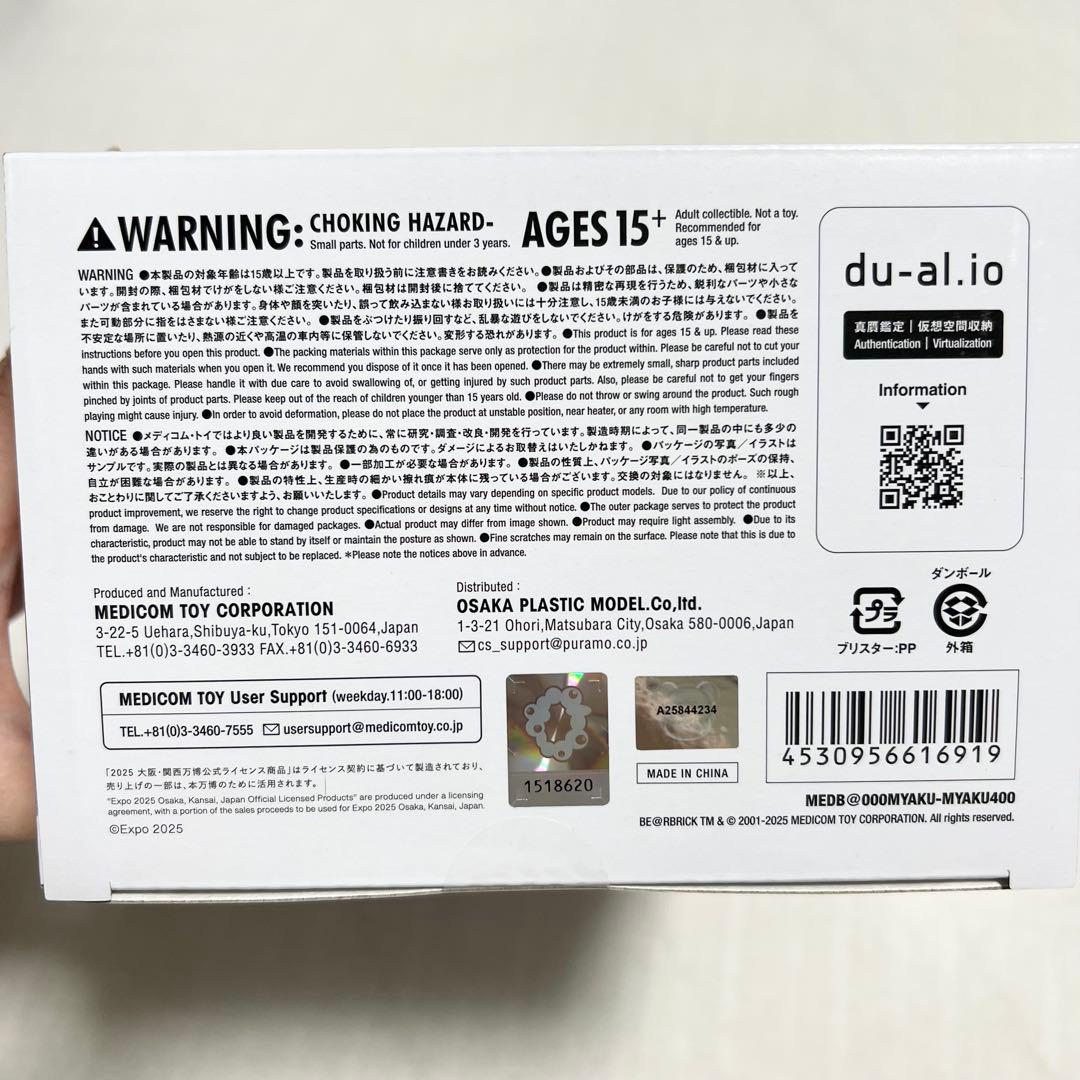 WARNING: CHOKING HAZARD-
Small parts. Not for children under 3 years.
AGES 15+
Adult collectible. Not a toy.
Recommended for
ages 15 & up.
WARNING ●本製品の対象年齢は15歳以上です。製品を取り扱う前に注意書きをお読みください。●製品およびその部品は、保護のため、梱包材に入って
います。開封の際、梱包材でけがをしない様ご注意ください。梱包材は開封後に捨ててください。 ●製品は精密な再現を行うため、鋭利なパーツや小さな
パーツが含まれている場合があります。身体や顔を突いたり、誤って飲み込まない様お取り扱いには十分注意し、15歳未満のお子様には与えないでください。
また可動部分に指をはさまない様ご注意ください。 ●製品をぶつけたり振り回すなど、乱暴な遊びをしないでください。けがをする危険があります。 ●製品を
不安定な場所に置いたり、熱源の近くや高温の車内等に保管しないでください。変形する恐れがあります。 ●This product is for ages 15 & up. Please read these
instructions before you open this product. ●The packing materials within this package serve only as protection for the product within. Please be careful not to cut your
hands with such materials when you open it. We recommend you dispose of it once it has been opened. ●There may be extremely small, sharp product parts included
within this package. Please handle it with due care to avoid swallowing of, or getting injured by such product parts. Also, please be careful not to get your fingers
pinched by joints of product parts. Please keep out of the reach of children younger than 15 years old. ●Please do not throw or swing around the product. Such rough
playing might cause injury. ●In order to avoid deformation, please do not place the product at unstable position, near heater, or any room with high temperature.
NOTICE ●メディコム・トイではより良い製品を開発するために、常に研究・調査・改良・開発を行っています。製造時期によって、同一製品の中にも多少の
違いがある場合があります。 ●本パッケージは製品保護の為のものです。ダメージによるお取替えはいたしかねます。 ●パッケージの写真/イラストは
サンプルです。実際の製品とは異なる場合があります。 ●一部加工が必要な場合があります。 ●製品の性質上、パッケージ写真/イラストのポーズの保持、
自立が困難な場合があります。 ●製品の特性上、生産時の細かい擦れ痕が本体に残っている場合がございます。交換の対象にはなりません。 ※以上、
おことわりに関してご了承くださいますよう、お願いいたします。 ●Product details may vary depending on specific product models. Due to our policy of continuous
product improvement, we reserve the right to change product specifications or designs at any time without notice. ●The outer package serves to protect the product
from damage. We are not responsible for damaged packages. ●Actual product may differ from image shown. ●Product may require light assembly. ●Due to its
characteristic, product may not be able to stand by itself or maintain the posture as shown. ●Fine scratches may remain on the surface. Please note that this is due to
the product's characteristic and not subject to be replaced. *Please note the notices above in advance.
du-al.io
真贋鑑定 | 仮想空間収納
Authentication | Virtualization
Information
Produced and Manufactured :
MEDICOM TOY CORPORATION
3-22-5 Uehara,Shibuya-ku,Tokyo 151-0064,Japan
TEL.+81(0)3-3460-3933 FAX.+81(0)3-3460-6933
Distributed :
OSAKA PLASTIC MODEL.Co,ltd.
1-3-21 Ohori,Matsubara City,Osaka 580-0006,Japan
cs_support@puramo.co.jp
プラ
ブリスター:PP
ダンボール
外箱
MEDICOM TOY User Support (weekday.11:00-18:00)
TEL.+81(0)3-3460-7555 usersupport@medicomtoy.co.jp
「2025 大阪・関西万博公式ライセンス商品」はライセンス契約に基づいて製造されており、
売り上げの一部は、本万博のために活用されます。
"Expo 2025 Osaka, Kansai, Japan Official Licensed Products" are produced under a licensing
agreement, with a portion of the sales proceeds to be used for Expo 2025 Osaka, Kansai, Japan.
©Expo 2025
1518620
A25844234
MADE IN CHINA
4530956616919
MEDB@000MYAKU-MYAKU400
BE@RBRICK TM & © 2001-2025 MEDICOM TOY CORPORATION. All rights reserved.